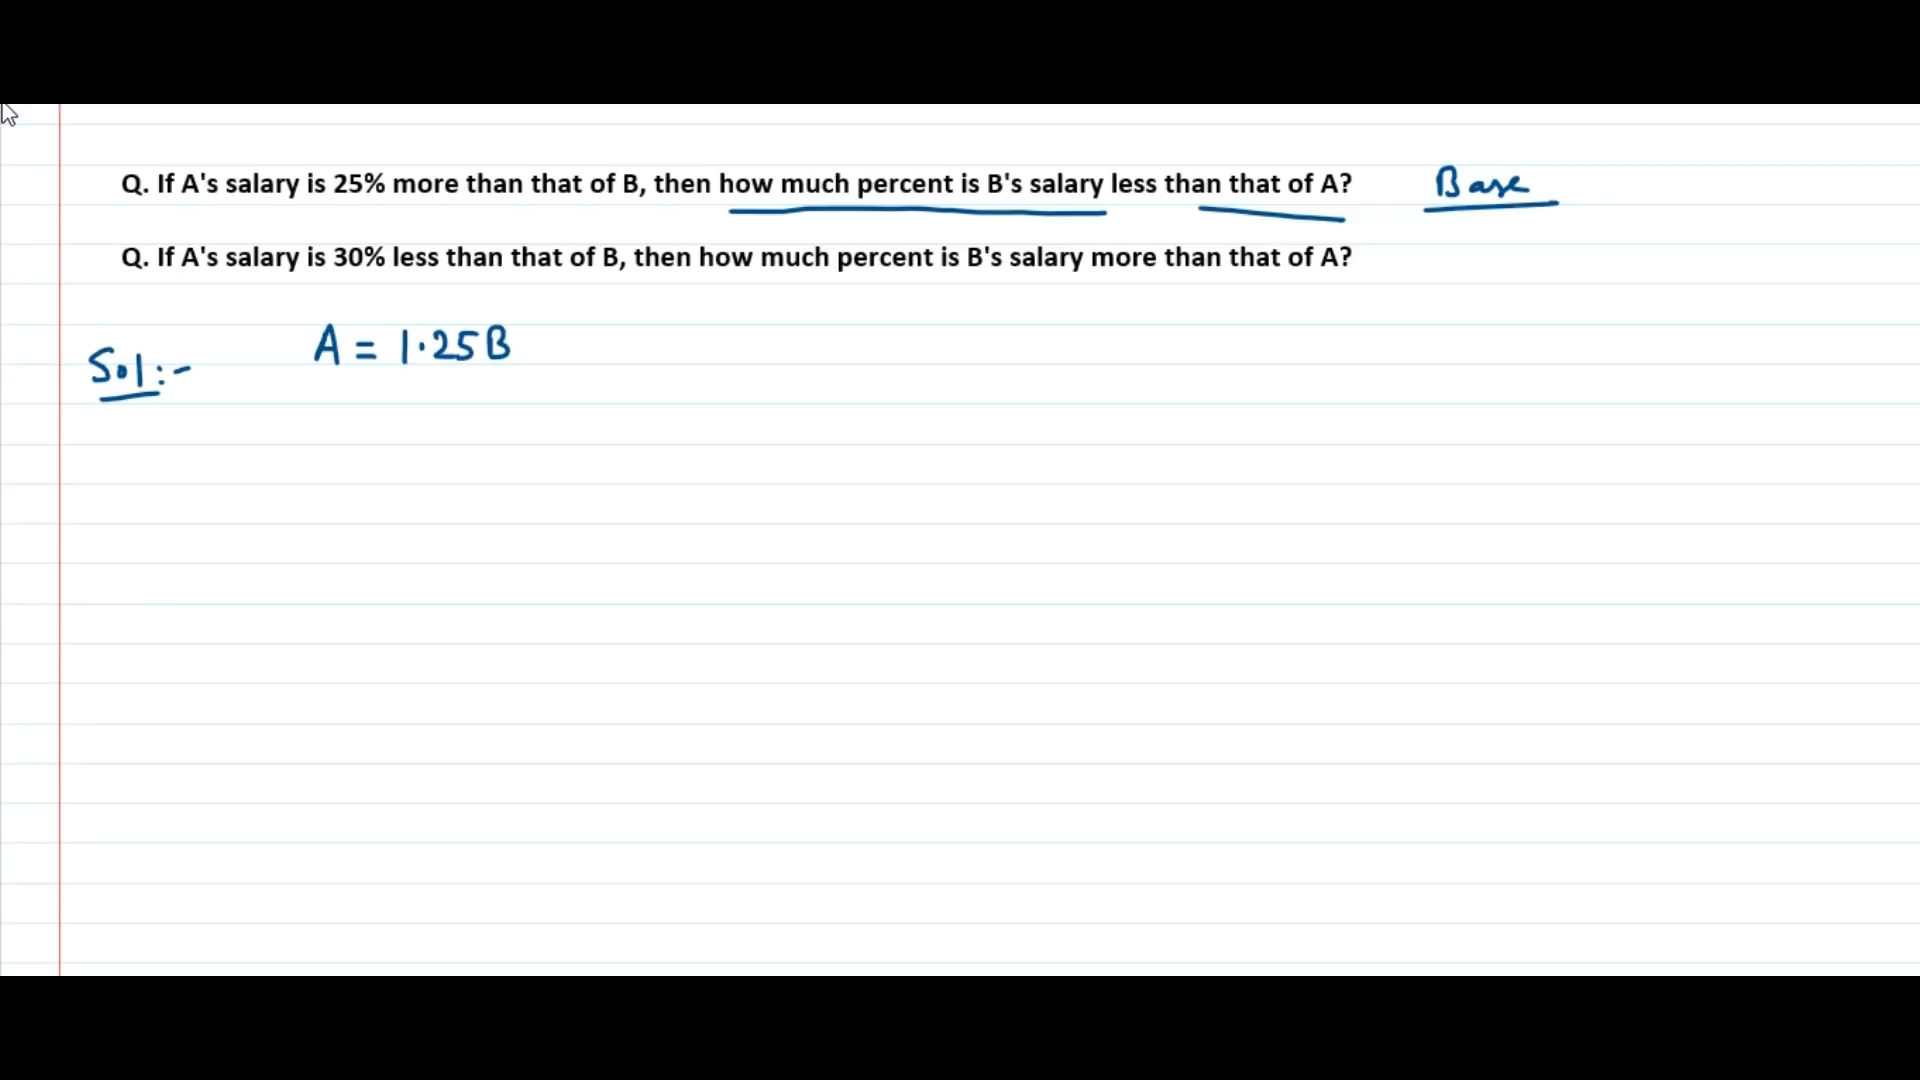 Q. If A's salary is 25% more than that of B, then how much percent is B's salary less than that of A? Base
Q. If A's salary is 30% less than that of B, then how much percent is B's salary more than that of A?
Sol:- A = 1.25B